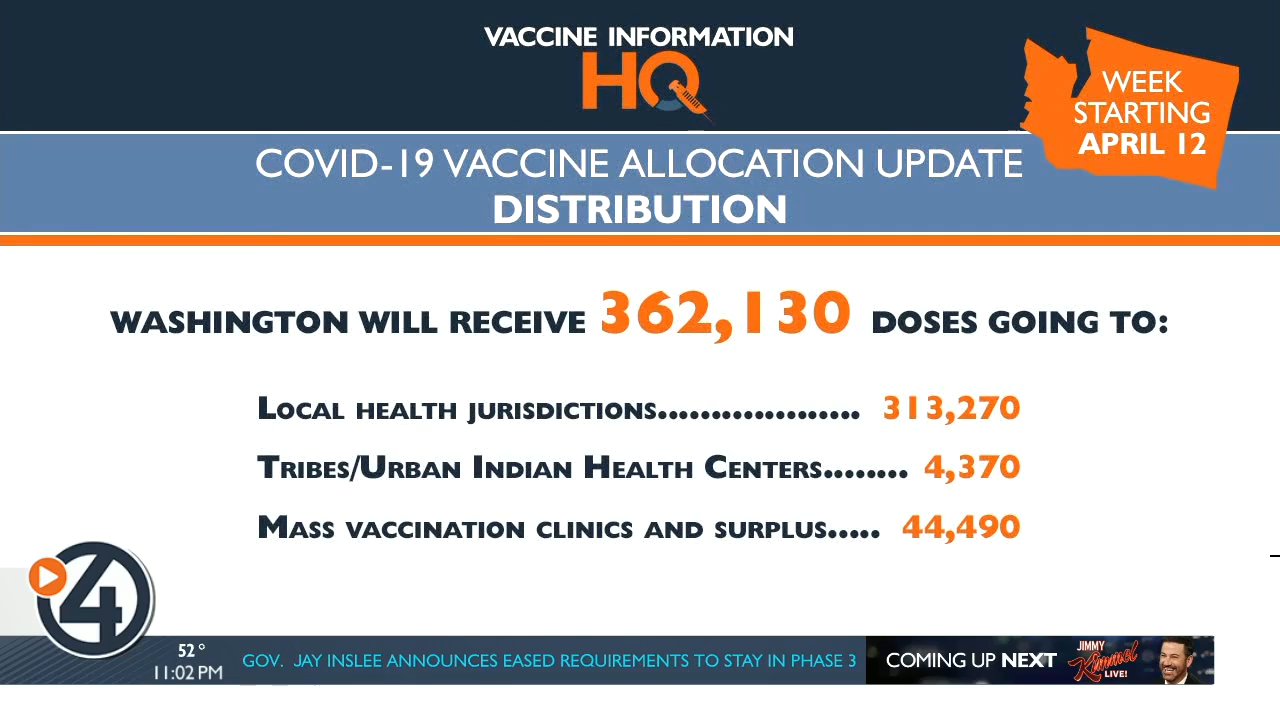 VACCINE INFORMATION
HQ
WEEK
STARTING
APRIL 12
COVID-19 VACCINE ALLOCATION UPDATE
DISTRIBUTION
WASHINGTON WILL RECEIVE 362,130 DOSES GOING TO:
LOCAL HEALTH JURISDICTIONS................... 313,270
TRIBES/URBAN INDIAN HEALTH CENTERS........ 4,370
MASS VACCINATION CLINICS AND SURPLUS..... 44,490
4
52°
11:02 PM
GOV. JAY INSLEE ANNOUNCES EASED REQUIREMENTS TO STAY IN PHASE 3
COMING UP NEXT
JIMMY
Kimmel
LIVE!